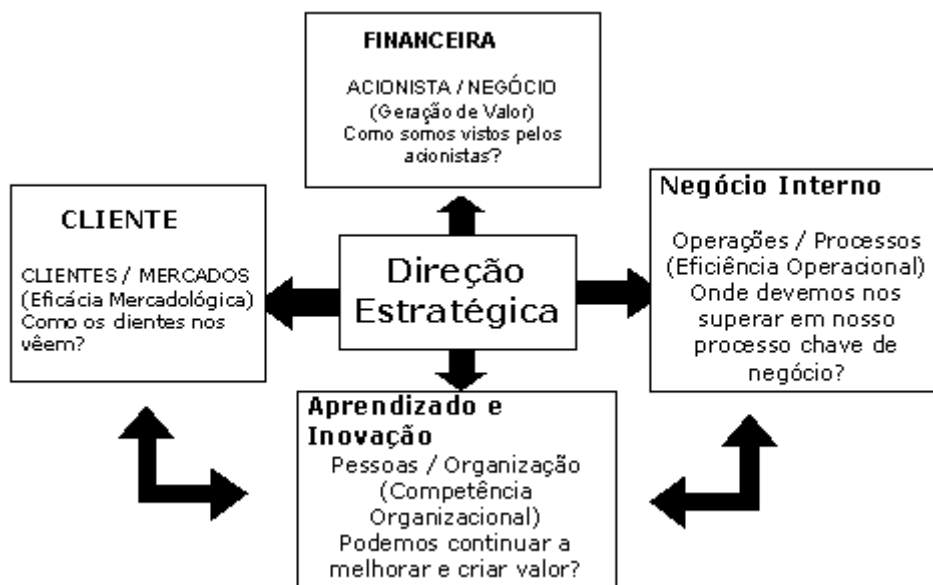 FINANCEIRA
ACIONISTA / NEGÓCIO
(Geração de Valor)
Como somos vistos pelos
acionistas?
CLIENTE
CLIENTES / MERCADOS
(Eficácia Mercadológica)
Como os clientes nos
vêem?
Direção
Estratégica
Negócio Interno
Operações / Processos
(Eficiência Operacional)
Onde devemos nos
superar em nosso
processo chave de
negócio?
Aprendizado e
Inovação
Pessoas / Organização
(Competência
Organizacional)
Podemos continuar a
melhorar e criar valor?